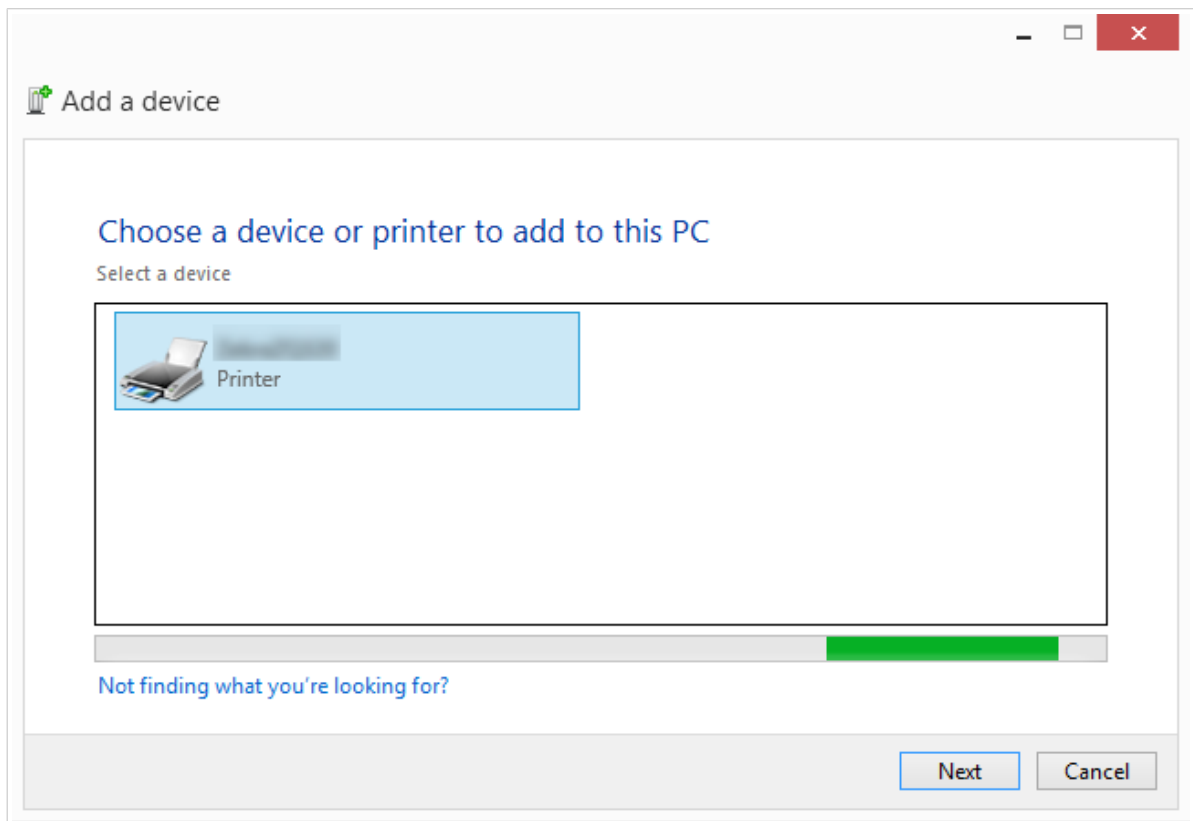 Add a device
Choose a device or printer to add to this PC
Select a device
Printer
Not finding what you're looking for?
Next
Cancel